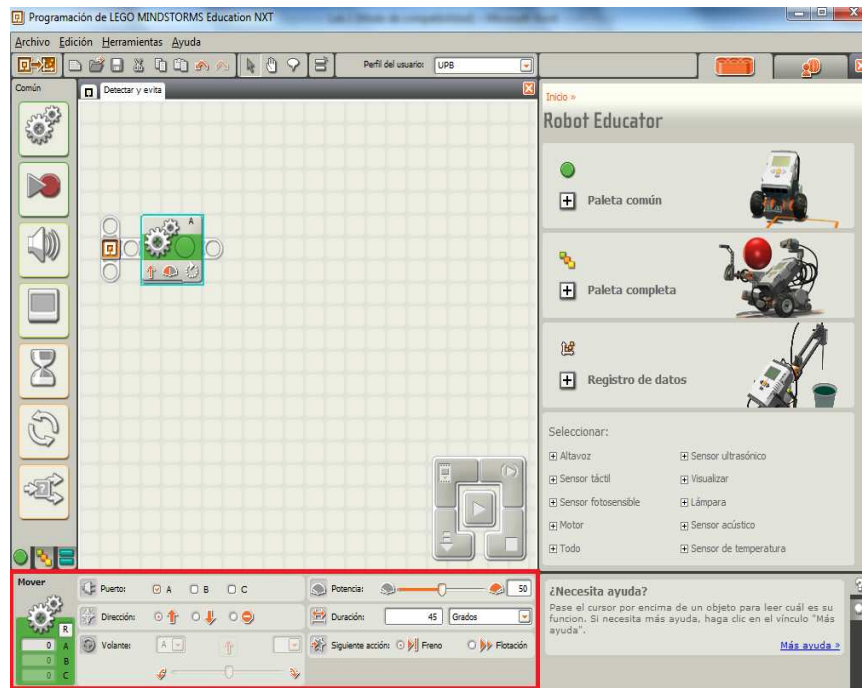 Programación de LEGO MINDSTORMS Education NXT
Archivo Edición Herramientas Ayuda
Perfil del usuario: UPB
Común
Detectar y evita
A
Inicio »
Robot Educator
Paleta común
Paleta completa
Registro de datos
Seleccionar:
Altavoz
Sensor ultrasónico
Sensor táctil
Visualizar
Sensor fotosensible
Lámpara
Motor
Sensor acústico
Todo
Sensor de temperatura
Mover
R
0 A
0 B
0 C
Puerto: A B C
Dirección:
Volante: A
Potencia: 50
Duración: 45 Grados
Siguiente acción: Freno Flotación
¿Necesita ayuda?
Pase el cursor por encima de un objeto para leer cuál es su
funcion. Si necesita más ayuda, haga clic en el vínculo "Más
ayuda".
Más ayuda »